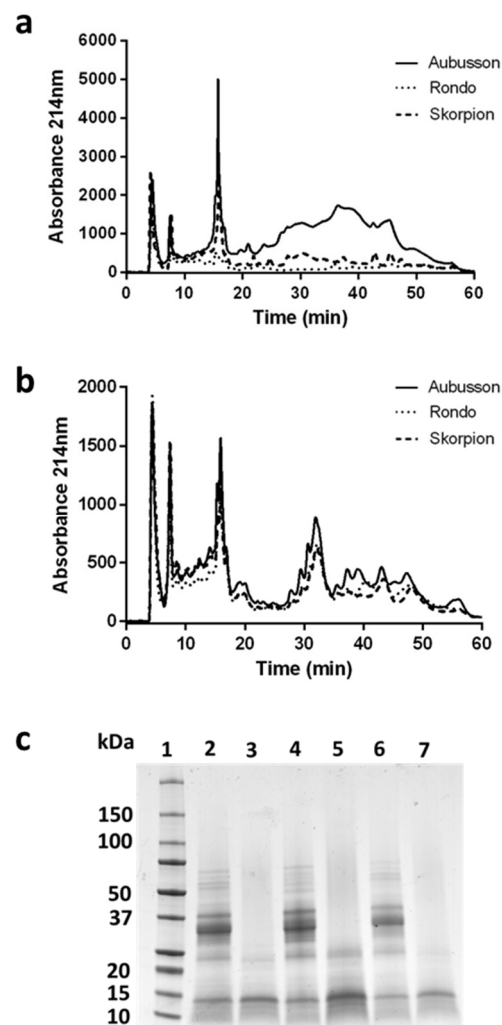 a
Absorbance 214nm
6000
5000
4000
3000
2000
1000
0
Aubusson
Rondo
Skorpion
0 10 20 30 40 50 60
Time (min)
b
Absorbance 214nm
2000
1500
1000
500
0
Aubusson
Rondo
Skorpion
0 10 20 30 40 50 60
Time (min)
c
kDa 1 2 3 4 5 6 7
150
100
50
37
20
15
10